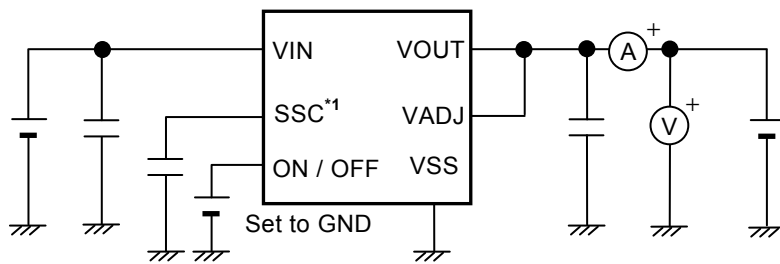 VIN VOUT A +
SSC*1 VADJ V +
ON / OFF VSS
Set to GND